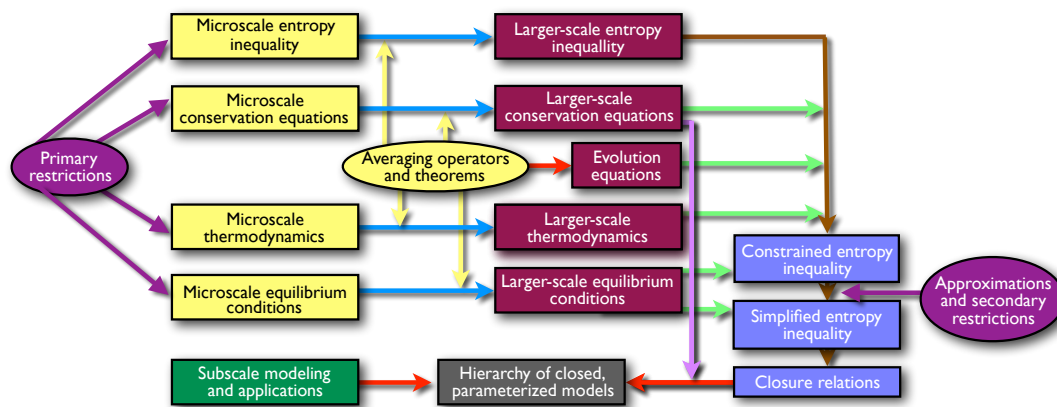 Microscale entropy
inequality
Larger-scale entropy
inequallity
Microscale
conservation equations
Larger-scale
conservation equations
Primary
restrictions
Averaging operators
and theorems
Evolution
equations
Microscale
thermodynamics
Larger-scale
thermodynamics
Constrained entropy
inequality
Microscale equilibrium
conditions
Larger-scale equilibrium
conditions
Approximations
and secondary
restrictions
Simplified entropy
inequality
Subscale modeling
and applications
Hierarchy of closed,
parameterized models
Closure relations